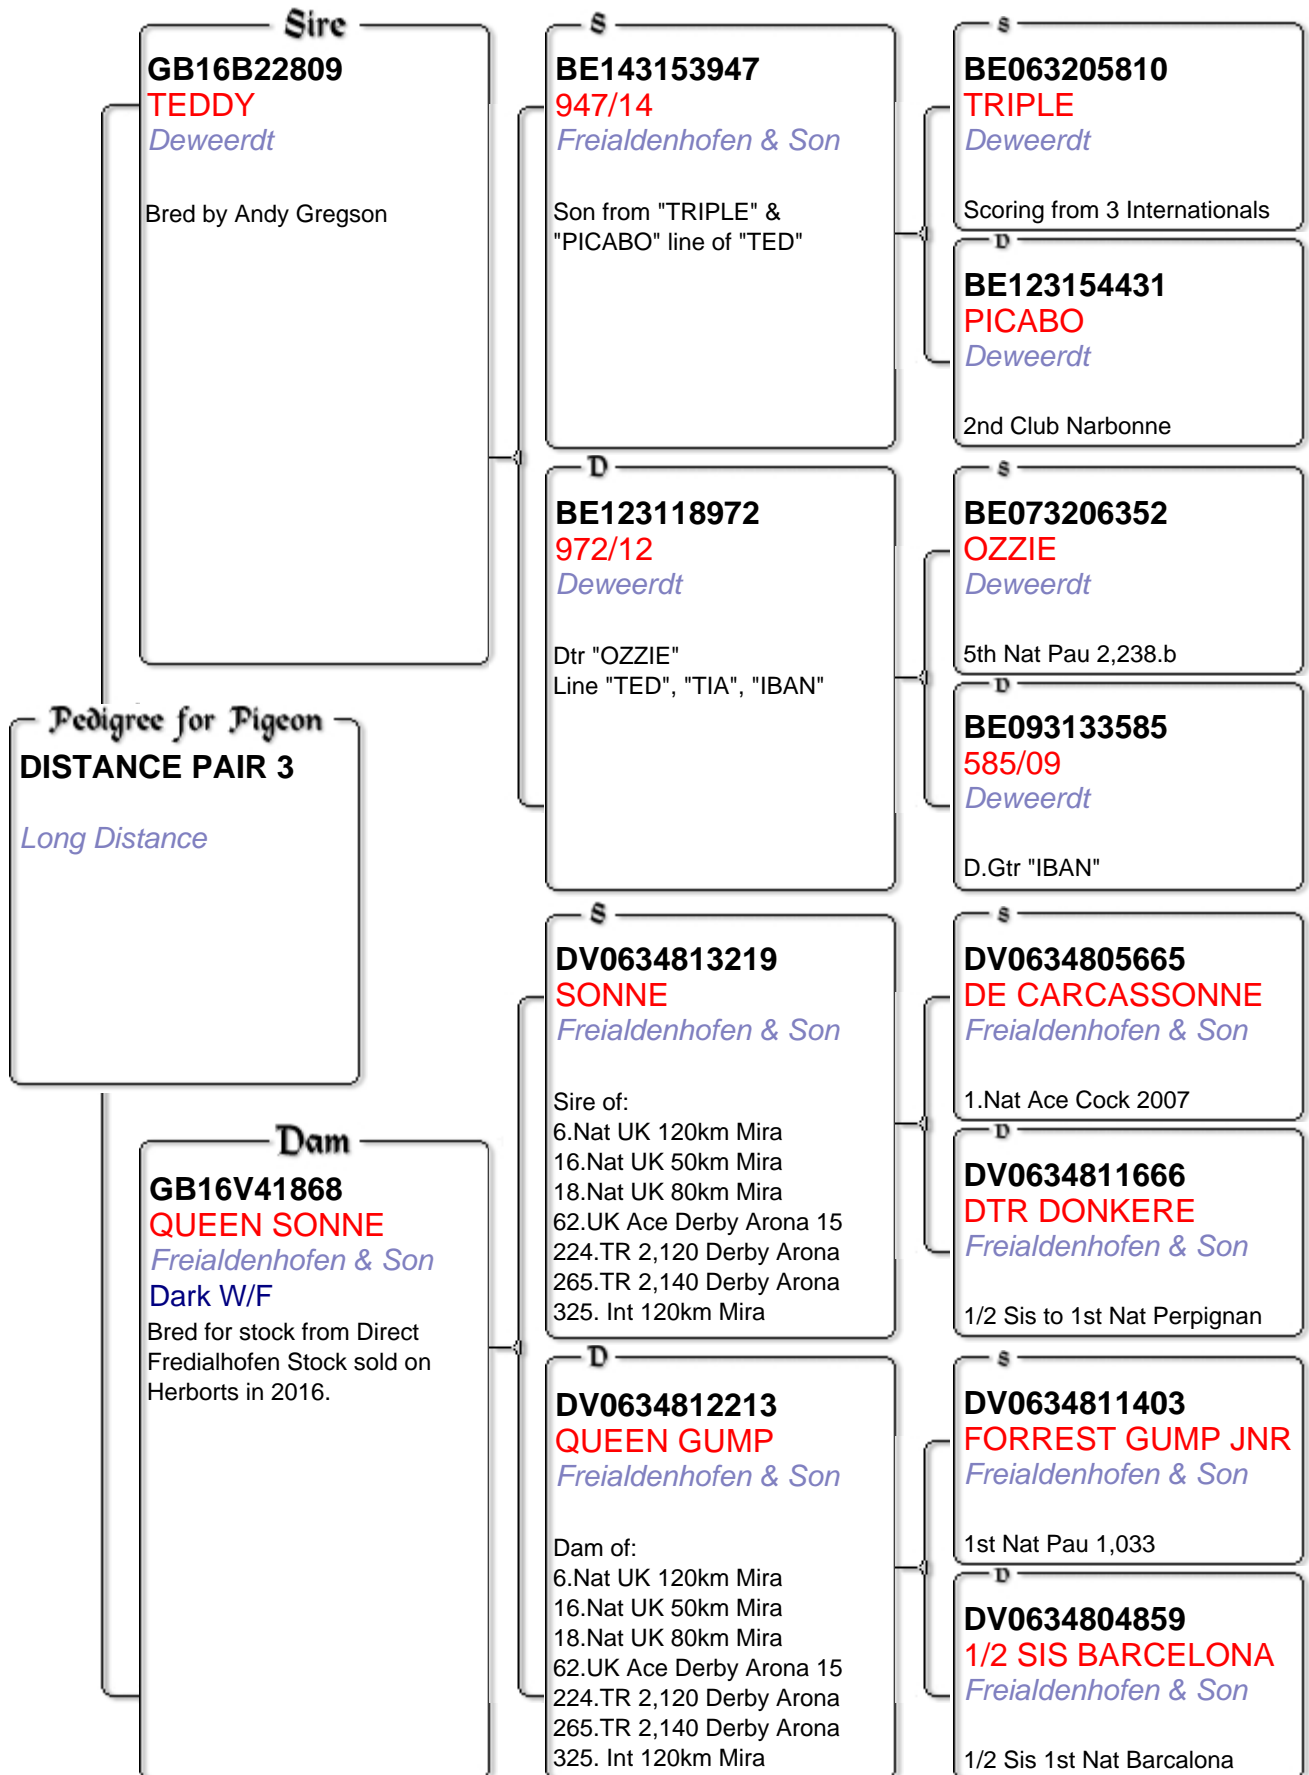 Sire
GB16B22809
TEDDY
Deweerdt
Bred by Andy Gregson
S
BE143153947
947/14
Freialdenhofen & Son
Son from "TRIPLE" &
"PICABO" line of "TED"
S
BE063205810
TRIPLE
Deweerdt
Scoring from 3 Internationals
D
BE123154431
PICABO
Deweerdt
2nd Club Narbonne
D
BE123118972
972/12
Deweerdt
Dtr "OZZIE"
Line "TED", "TIA", "IBAN"
S
BE073206352
OZZIE
Deweerdt
5th Nat Pau 2,238.b
D
BE093133585
585/09
Deweerdt
D.Gtr "IBAN"
Pedigree for Pigeon
DISTANCE PAIR 3
Long Distance
Dam
GB16V41868
QUEEN SONNE
Freialdenhofen & Son
Dark W/F
Bred for stock from Direct
Fredialhofen Stock sold on
Herborts in 2016.
S
DV0634813219
SONNE
Freialdenhofen & Son
Sire of:
6.Nat UK 120km Mira
16.Nat UK 50km Mira
18.Nat UK 80km Mira
62.UK Ace Derby Arona 15
224.TR 2,120 Derby Arona
265.TR 2,140 Derby Arona
325. Int 120km Mira
S
DV0634805665
DE CARCASSONNE
Freialdenhofen & Son
1.Nat Ace Cock 2007
D
DV0634811666
DTR DONKERE
Freialdenhofen & Son
1/2 Sis to 1st Nat Perpignan
D
DV0634812213
QUEEN GUMP
Freialdenhofen & Son
Dam of:
6.Nat UK 120km Mira
16.Nat UK 50km Mira
18.Nat UK 80km Mira
62.UK Ace Derby Arona 15
224.TR 2,120 Derby Arona
265.TR 2,140 Derby Arona
325. Int 120km Mira
S
DV0634811403
FORREST GUMP JNR
Freialdenhofen & Son
1st Nat Pau 1,033
D
DV0634804859
1/2 SIS BARCELONA
Freialdenhofen & Son
1/2 Sis 1st Nat Barcalona